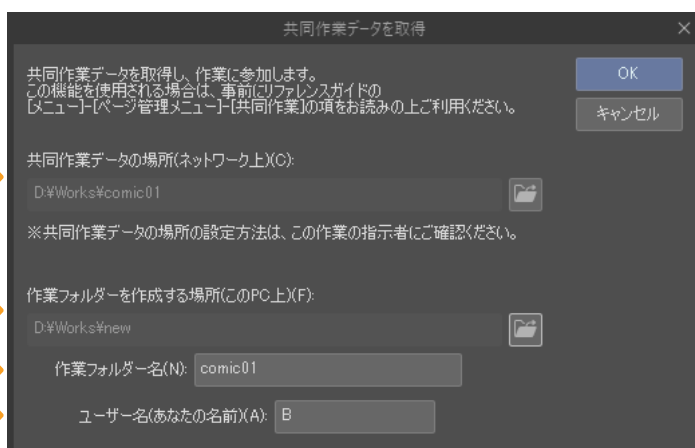 共同作業データを取得
共同作業データを取得し、作業に参加します。
この機能を使用される場合は、事前にリファレンスガイドの
[メニュー]-[ページ管理メニュー]-[共同作業]の項をお読みの上ご利用ください。
OK
キャンセル
共同作業データの場所(ネットワーク上)(C):
D:¥Works¥comic01
※共同作業データの場所の設定方法は、この作業の指示者にご確認ください。
作業フォルダーを作成する場所(このPC上)(F):
D:¥Works¥new
作業フォルダー名(N): comic01
ユーザー名(あなたの名前)(A): B